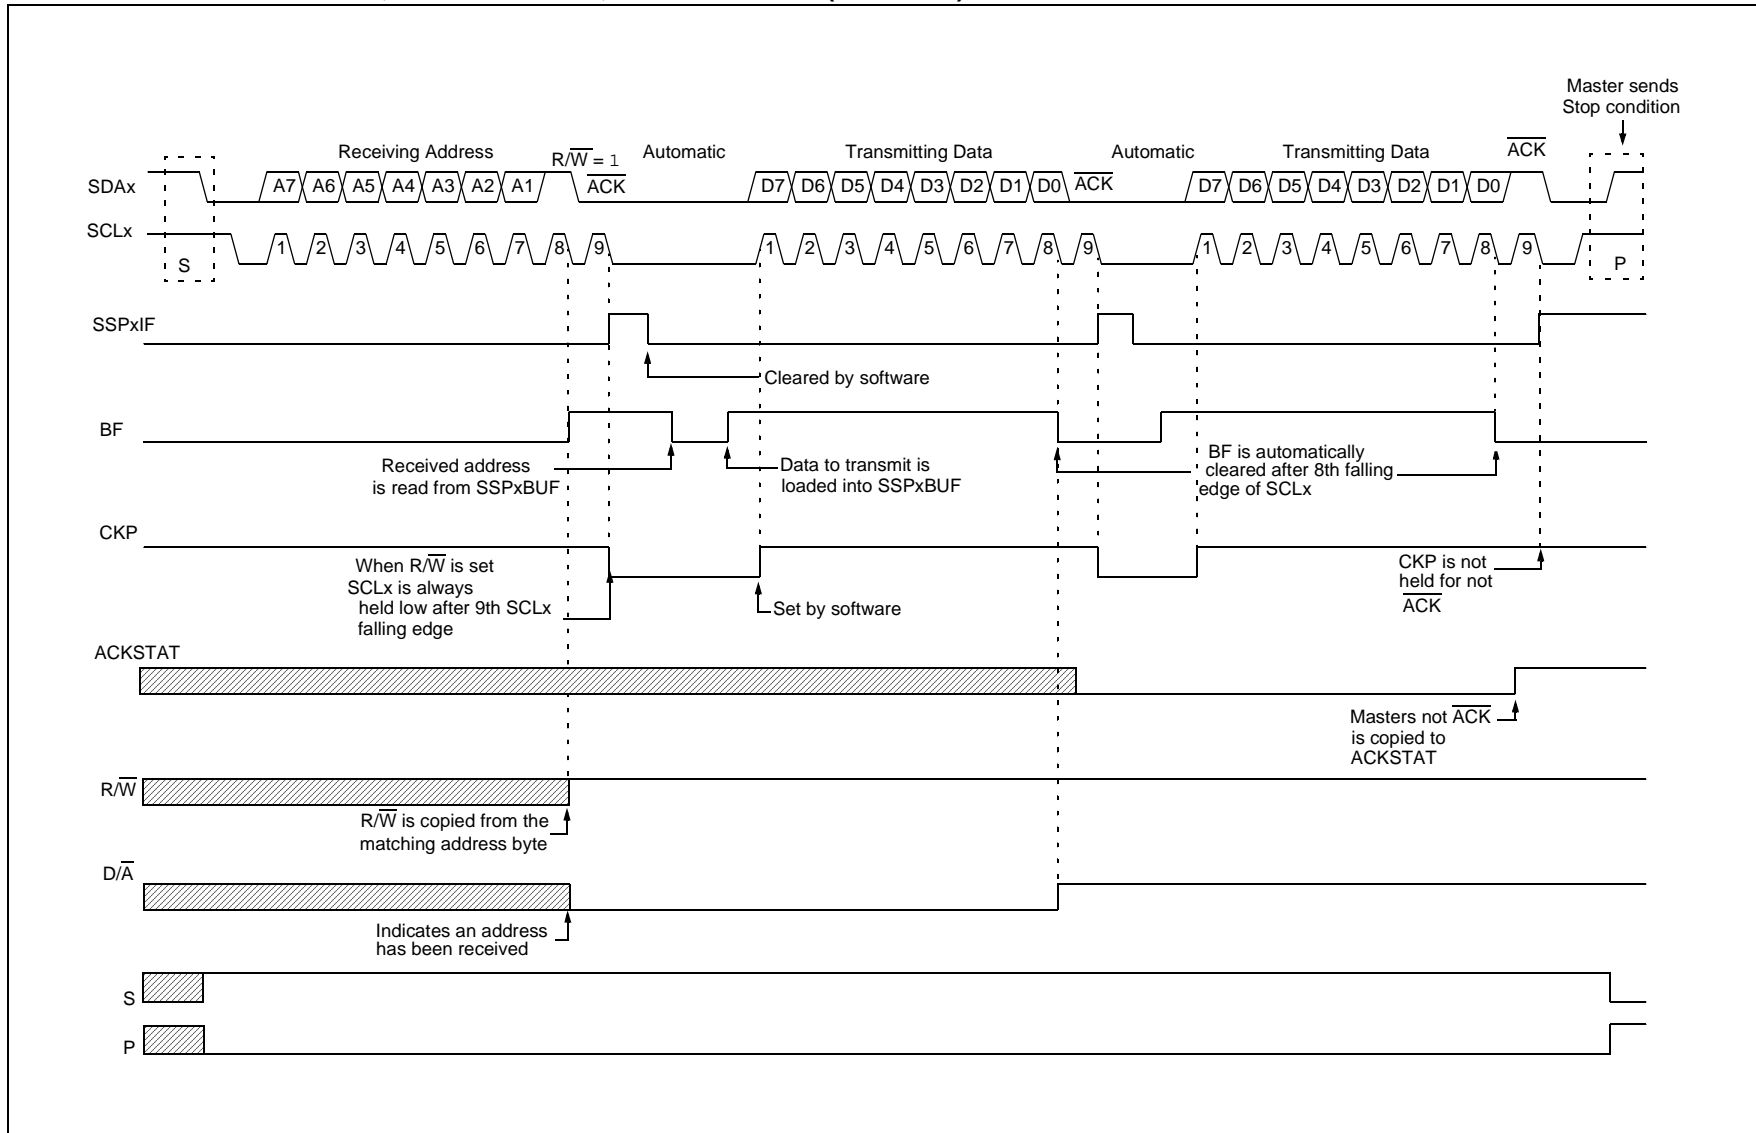 Master sends
Stop condition
Receiving Address
R/W = 1
Automatic
Transmitting Data
Automatic
Transmitting Data
ACK
SDAx
A7 A6 A5 A4 A3 A2 A1
ACK
D7 D6 D5 D4 D3 D2 D1 D0
ACK
D7 D6 D5 D4 D3 D2 D1 D0
SCLx
S
1 2 3 4 5 6 7 8 9
1 2 3 4 5 6 7 8 9
1 2 3 4 5 6 7 8 9
P
SSPxIF
Cleared by software
BF
Received address
is read from SSPxBUF
Data to transmit is
loaded into SSPxBUF
BF is automatically
cleared after 8th falling
edge of SCLx
CKP
When R/W is set
SCLx is always
held low after 9th SCLx
falling edge
Set by software
CKP is not
held for not
ACK
ACKSTAT
Masters not ACK
is copied to
ACKSTAT
R/W
R/W is copied from the
matching address byte
D/A
Indicates an address
has been received
S
P